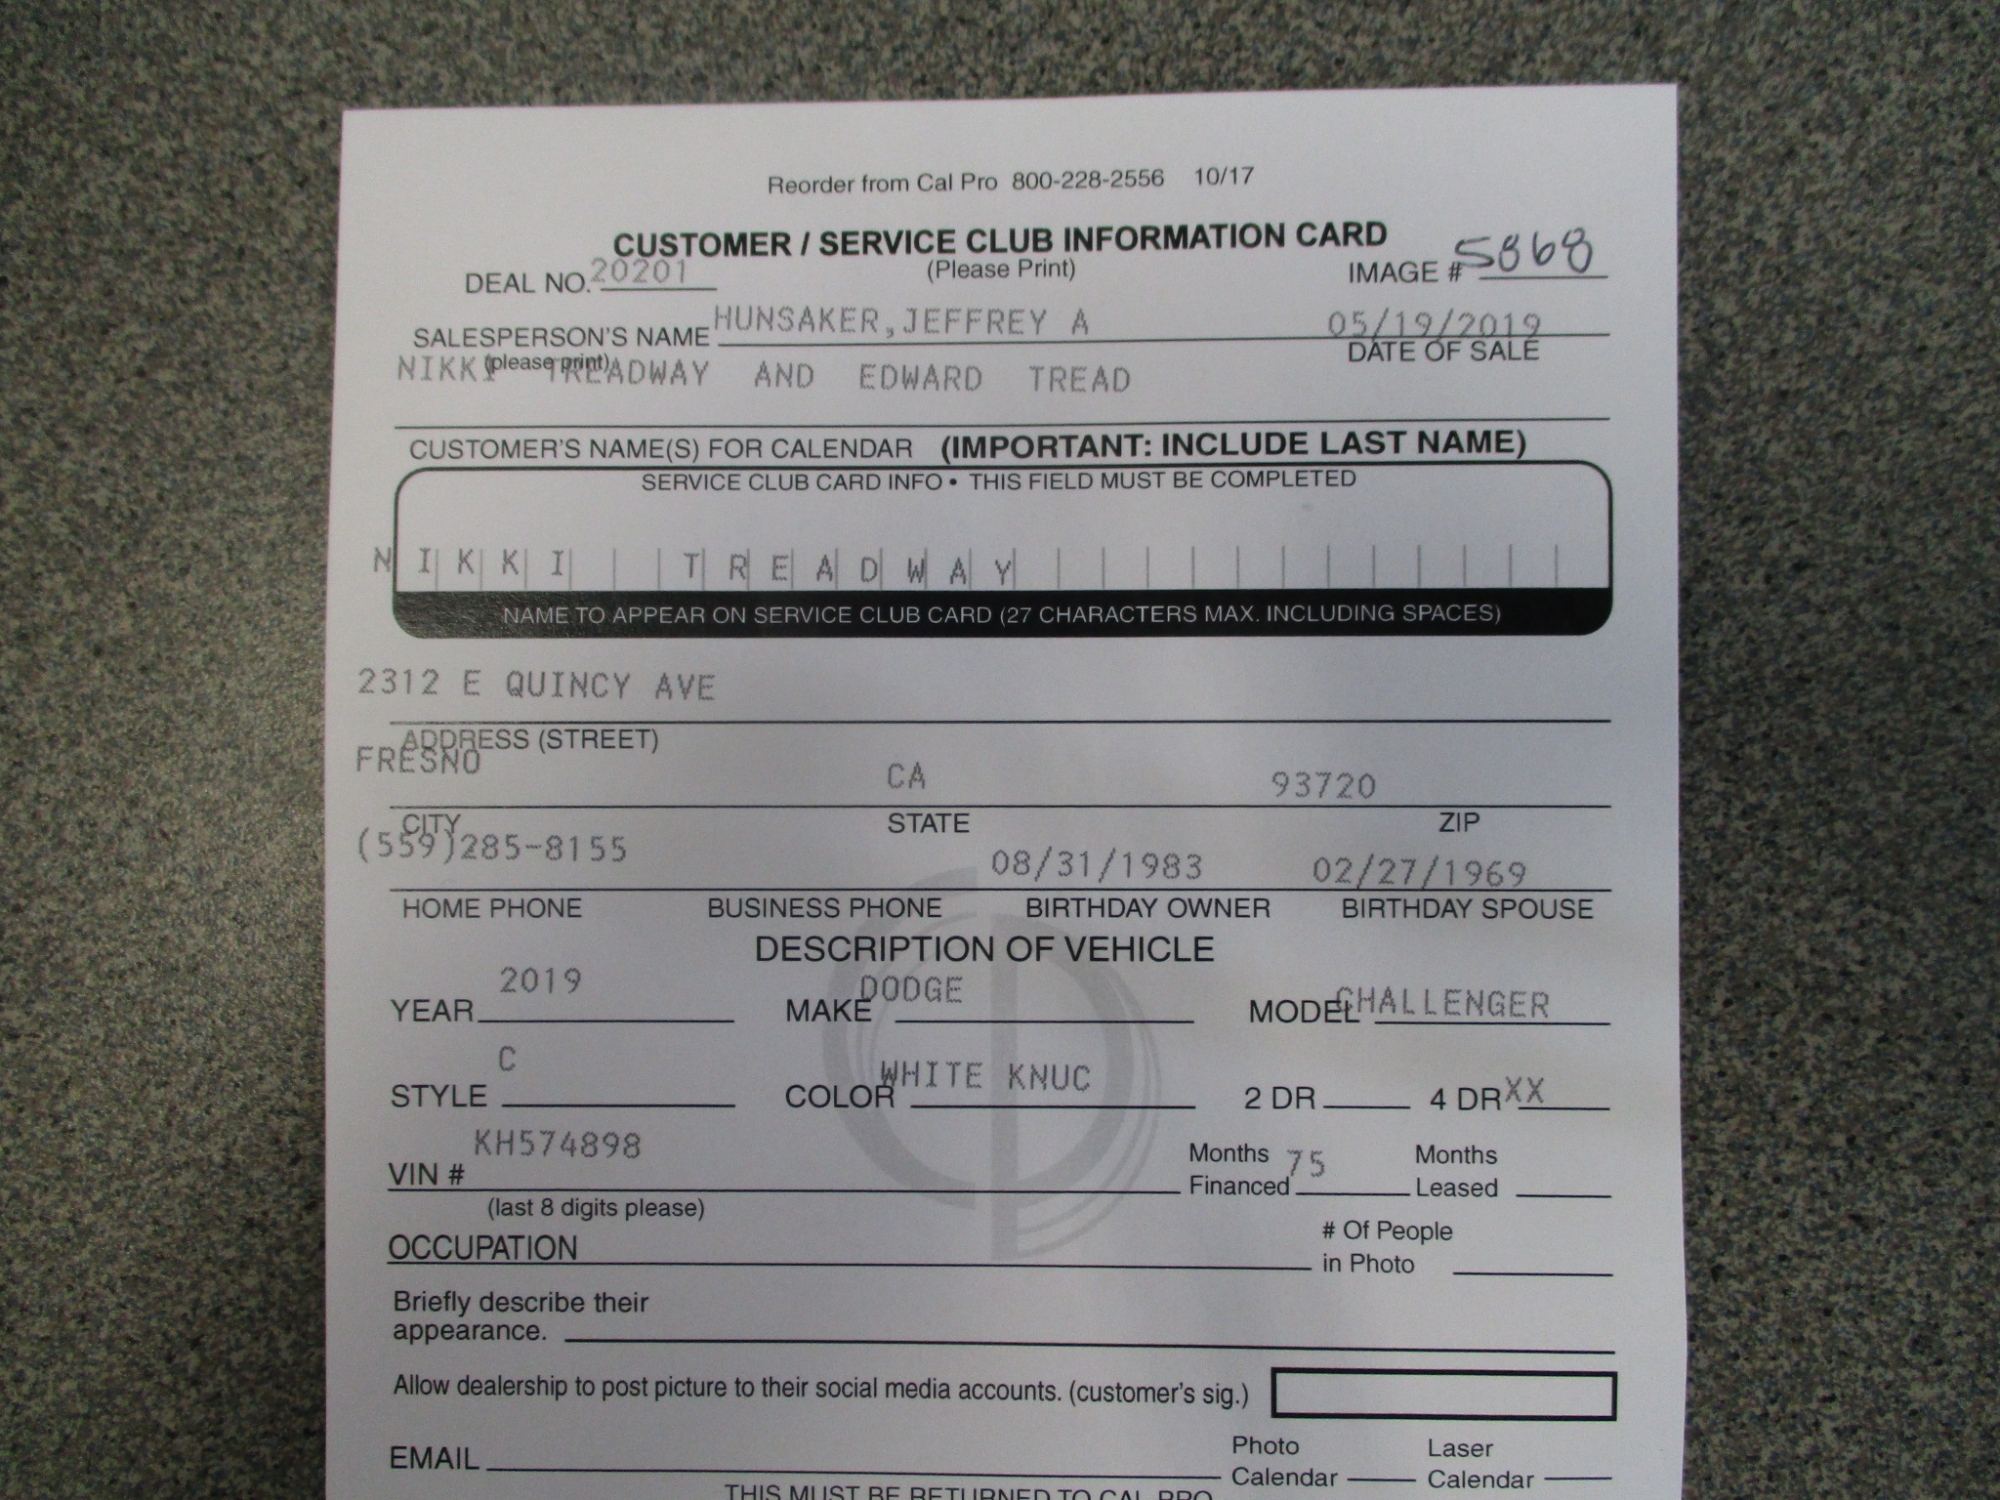 Reorder from Cal Pro 800-228-2556 10/17
CUSTOMER / SERVICE CLUB INFORMATION CARD
DEAL NO. 20201 (Please Print) IMAGE # 5868
SALESPERSON'S NAME HUNSAKER,JEFFREY A 05/19/2019
(please print) DATE OF SALE
NIKKI TREADWAY AND EDWARD TREAD
CUSTOMER'S NAME(S) FOR CALENDAR (IMPORTANT: INCLUDE LAST NAME)
SERVICE CLUB CARD INFO • THIS FIELD MUST BE COMPLETED
NIKKI TREADWAY
NAME TO APPEAR ON SERVICE CLUB CARD (27 CHARACTERS MAX. INCLUDING SPACES)
2312 E QUINCY AVE
ADDRESS (STREET)
FRESNO CA 93720
CITY STATE ZIP
(559)285-8155 08/31/1983 02/27/1969
HOME PHONE BUSINESS PHONE BIRTHDAY OWNER BIRTHDAY SPOUSE
DESCRIPTION OF VEHICLE
YEAR 2019 MAKE DODGE MODEL CHALLENGER
STYLE C COLOR WHITE KNUC 2 DR 4 DR XX
VIN # KH574898 Months Financed 75 Months Leased
(last 8 digits please)
OCCUPATION # Of People in Photo
Briefly describe their
appearance.
Allow dealership to post picture to their social media accounts. (customer's sig.)
EMAIL Photo Calendar Laser Calendar
THIS MUST BE RETURNED TO CAL PRO